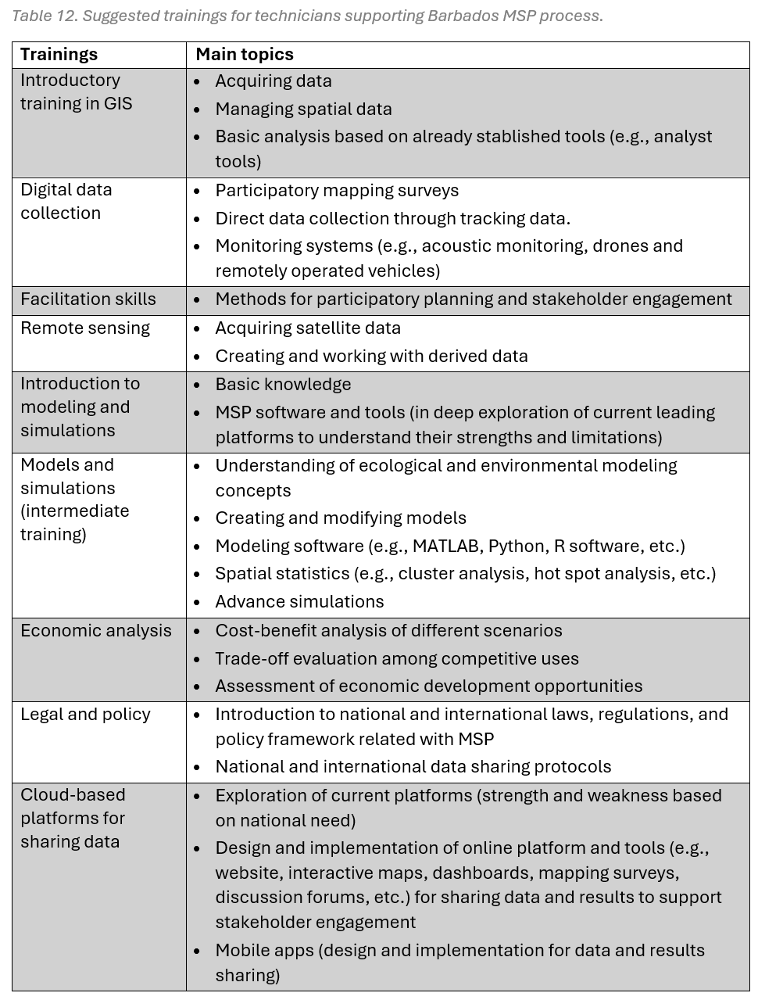 Table 12. Suggested trainings for technicians supporting Barbados MSP process.
Trainings
Main topics
Introductory
training in GIS
• Acquiring data
• Managing spatial data
• Basic analysis based on already stablished tools (e.g., analyst
tools)
Digital data
collection
• Participatory mapping surveys
• Direct data collection through tracking data.
• Monitoring systems (e.g., acoustic monitoring, drones and
remotely operated vehicles)
Facilitation skills
• Methods for participatory planning and stakeholder engagement
Remote sensing
• Acquiring satellite data
• Creating and working with derived data
Introduction to
modeling and
simulations
• Basic knowledge
• MSP software and tools (in deep exploration of current leading
platforms to understand their strengths and limitations)
Models and
simulations
(intermediate
training)
• Understanding of ecological and environmental modeling
concepts
• Creating and modifying models
• Modeling software (e.g., MATLAB, Python, R software, etc.)
• Spatial statistics (e.g., cluster analysis, hot spot analysis, etc.)
• Advance simulations
Economic analysis
• Cost-benefit analysis of different scenarios
• Trade-off evaluation among competitive uses
• Assessment of economic development opportunities
Legal and policy
• Introduction to national and international laws, regulations, and
policy framework related with MSP
• National and international data sharing protocols
Cloud-based
platforms for
sharing data
• Exploration of current platforms (strength and weakness based
on national need)
• Design and implementation of online platform and tools (e.g.,
website, interactive maps, dashboards, mapping surveys,
discussion forums, etc.) for sharing data and results to support
stakeholder engagement
• Mobile apps (design and implementation for data and results
sharing)